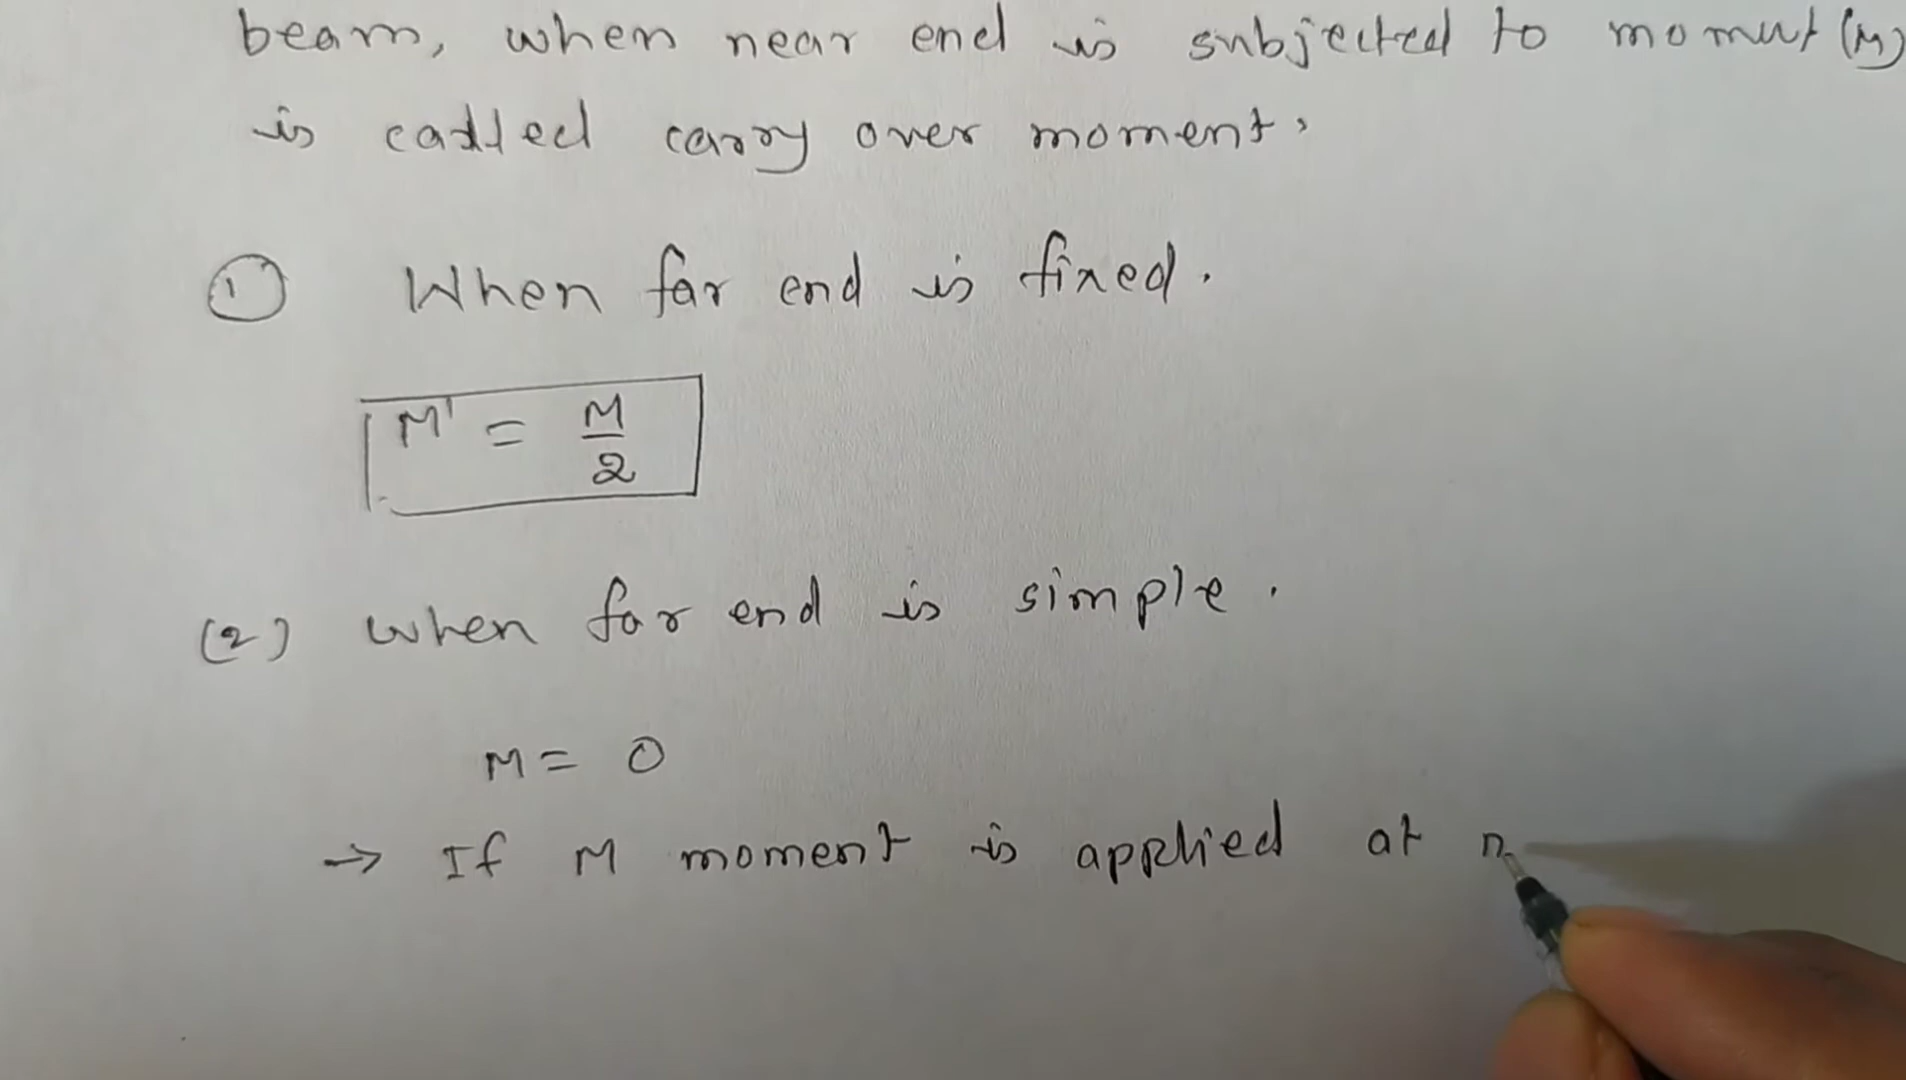 beam, when near end is subjected to moment (M)
is called carry over moment.
① When far end is fixed.
M' = M/2
(2) when far end is simple.
M = 0
→ If M moment is applied at n